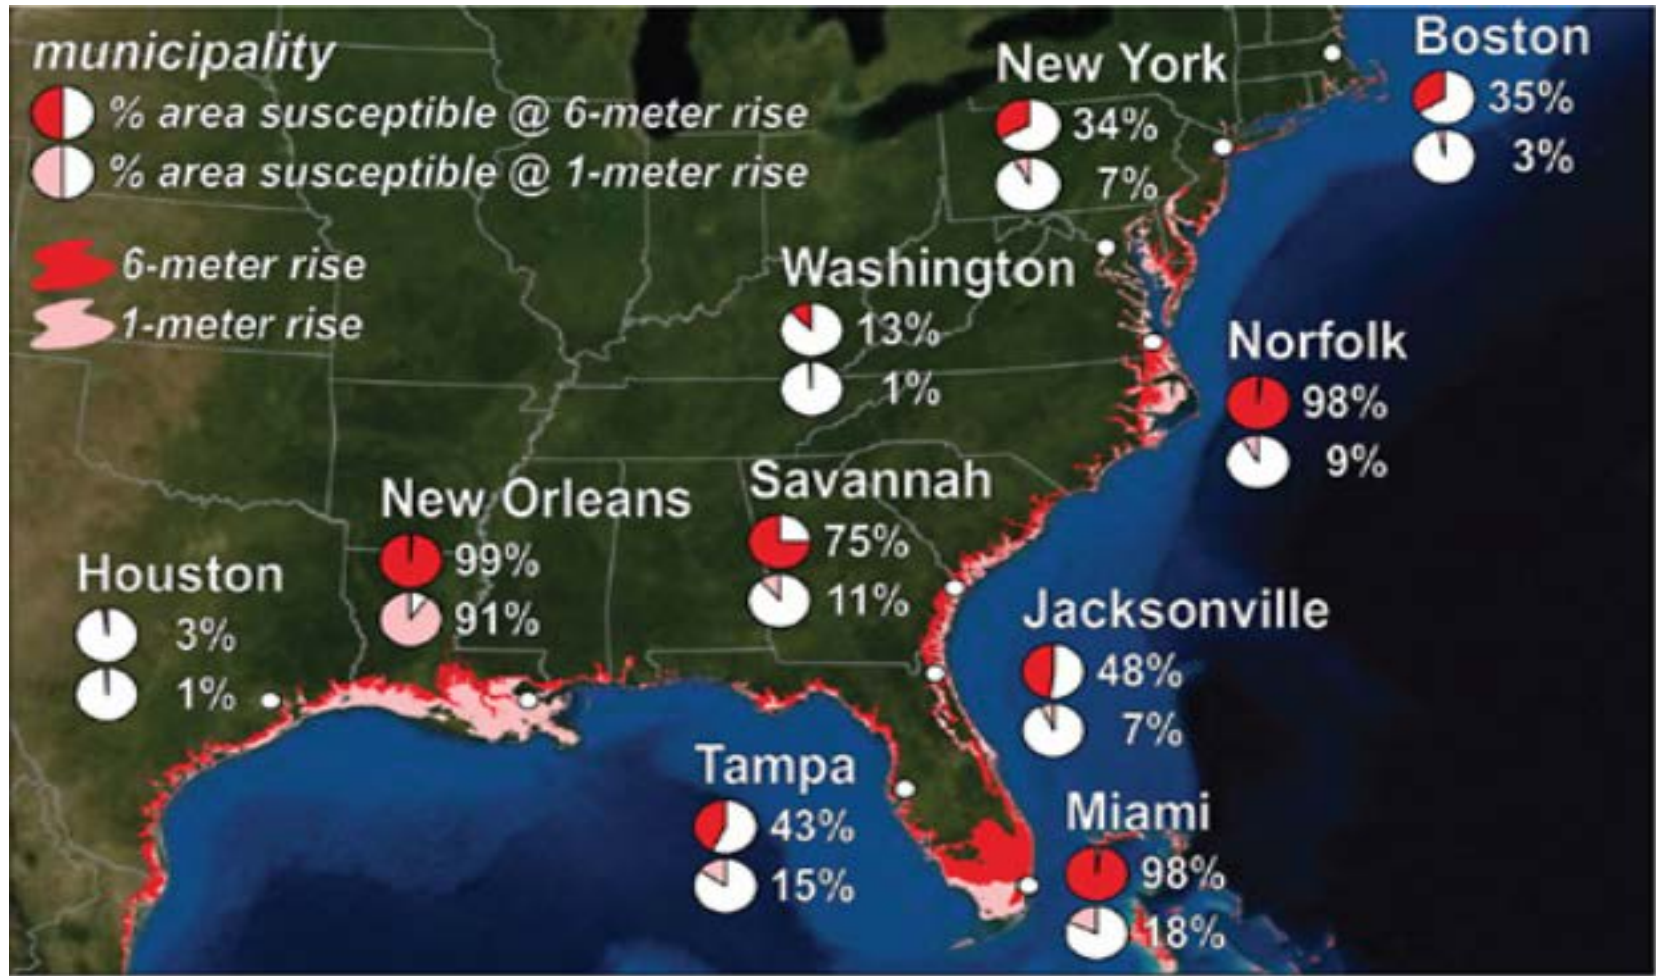 municipality
% area susceptible @ 6-meter rise
% area susceptible @ 1-meter rise
6-meter rise
1-meter rise
New York
34%
7%
Boston
35%
3%
Washington
13%
1%
Norfolk
98%
9%
New Orleans
99%
91%
Savannah
75%
11%
Houston
3%
1%
Jacksonville
48%
7%
Tampa
43%
15%
Miami
98%
18%